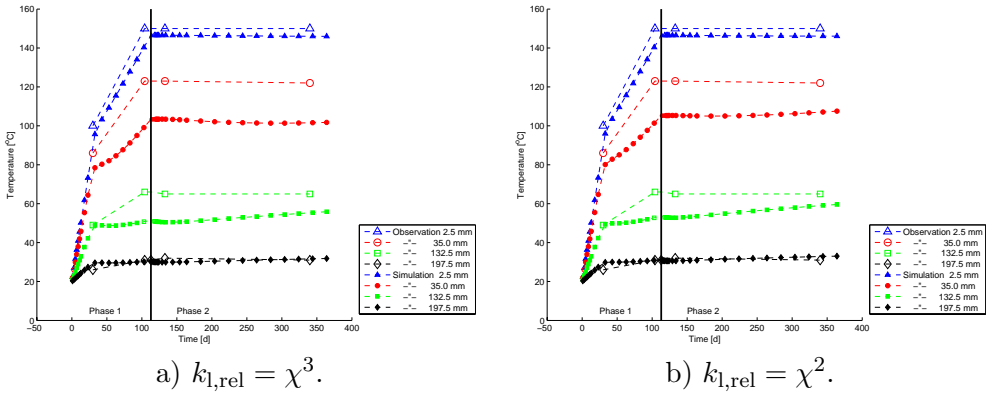 160
140
120
100
80
60
40
20
0
−50
0
50
100
150
200
250
300
350
400
Temperature [°C]
Time [d]
Phase 1
Phase 2
Observation 2.5 mm
−"− 35.0 mm
−"− 132.5 mm
−"− 197.5 mm
Simulation 2.5 mm
−"− 35.0 mm
−"− 132.5 mm
−"− 197.5 mm
a) k_{l,rel} = χ^3.
160
140
120
100
80
60
40
20
0
−50
0
50
100
150
200
250
300
350
400
Temperature [°C]
Time [d]
Phase 1
Phase 2
Observation 2.5 mm
−"− 35.0 mm
−"− 132.5 mm
−"− 197.5 mm
Simulation 2.5 mm
−"− 35.0 mm
−"− 132.5 mm
−"− 197.5 mm
b) k_{l,rel} = χ^2.